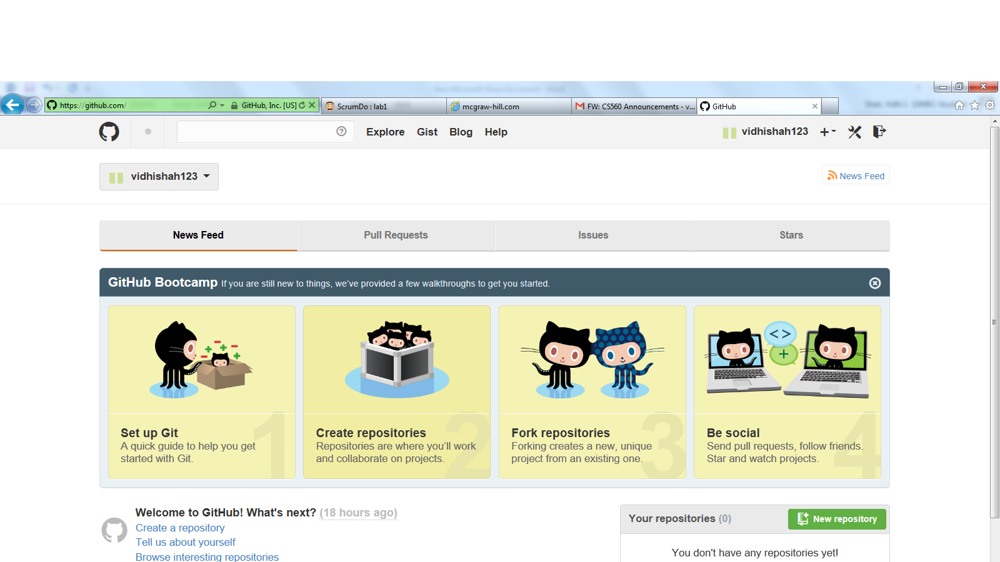 https://github.com/
GitHub, Inc. [US]
ScrumDo : lab1
mcgraw-hill.com
FW: CS560 Announcements - v...
GitHub
Explore Gist Blog Help
vidhishah123
vidhishah123
News Feed
News Feed
Pull Requests
Issues
Stars
GitHub Bootcamp If you are still new to things, we've provided a few walkthroughs to get you started.
1
Set up Git
A quick guide to help you get
started with Git.
2
Create repositories
Repositories are where you'll work
and collaborate on projects.
3
Fork repositories
Forking creates a new, unique
project from an existing one.
4
Be social
Send pull requests, follow friends.
Star and watch projects.
Welcome to GitHub! What's next? (18 hours ago)
Create a repository
Tell us about yourself
Browse interesting repositories
Your repositories (0)
New repository
You don't have any repositories yet!